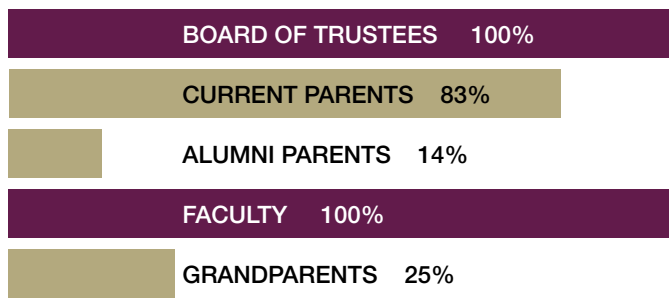 BOARD OF TRUSTEES 100%
CURRENT PARENTS 83%
ALUMNI PARENTS 14%
FACULTY 100%
GRANDPARENTS 25%